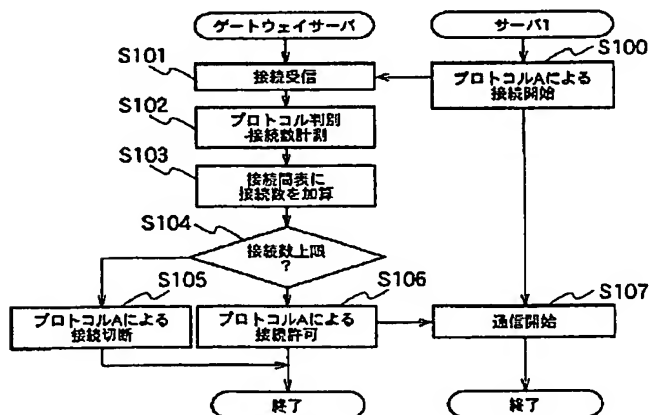 ゲートウェイサーバ
サーバ1
S100
S101
接続受信
プロトコルAによる
接続開始
S102
プロトコル判別
・接続数計測
S103
接続間表に
接続数を加算
S104
接続数上限
?
S105
プロトコルAによる
接続切断
S106
プロトコルAによる
接続許可
S107
通信開始
終了
終了